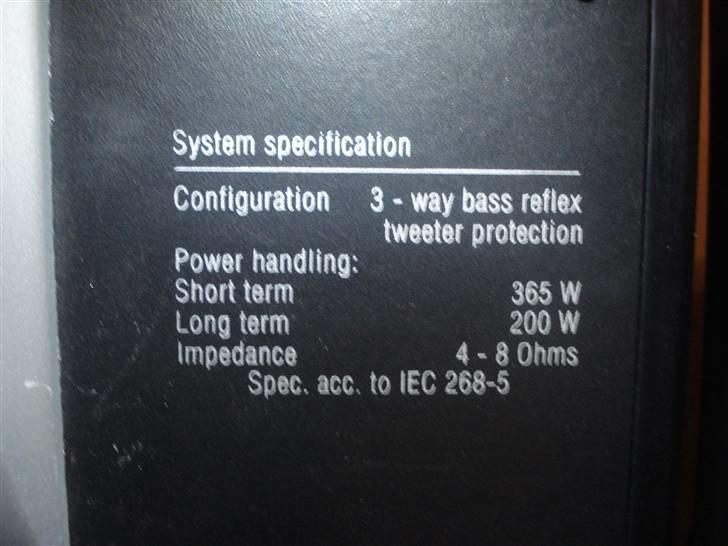 System specification
Configuration 3 - way bass reflex
tweeter protection
Power handling:
Short term 365 W
Long term 200 W
Impedance 4 - 8 Ohms
Spec. acc. to IEC 268-5